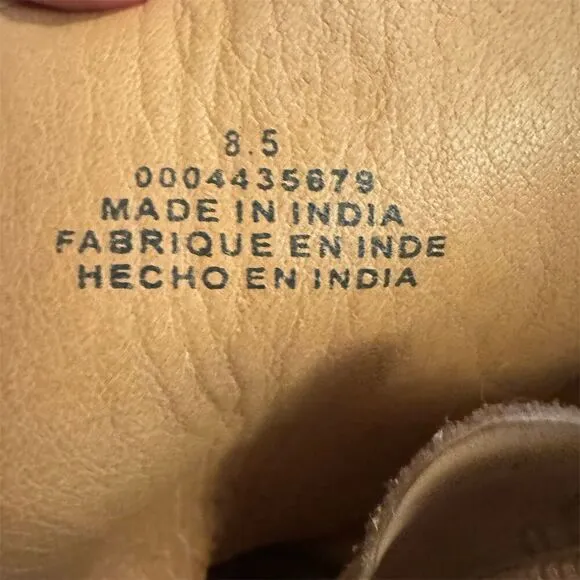 8.5
0004435679
MADE IN INDIA
FABRIQUE EN INDE
HECHO EN INDIA